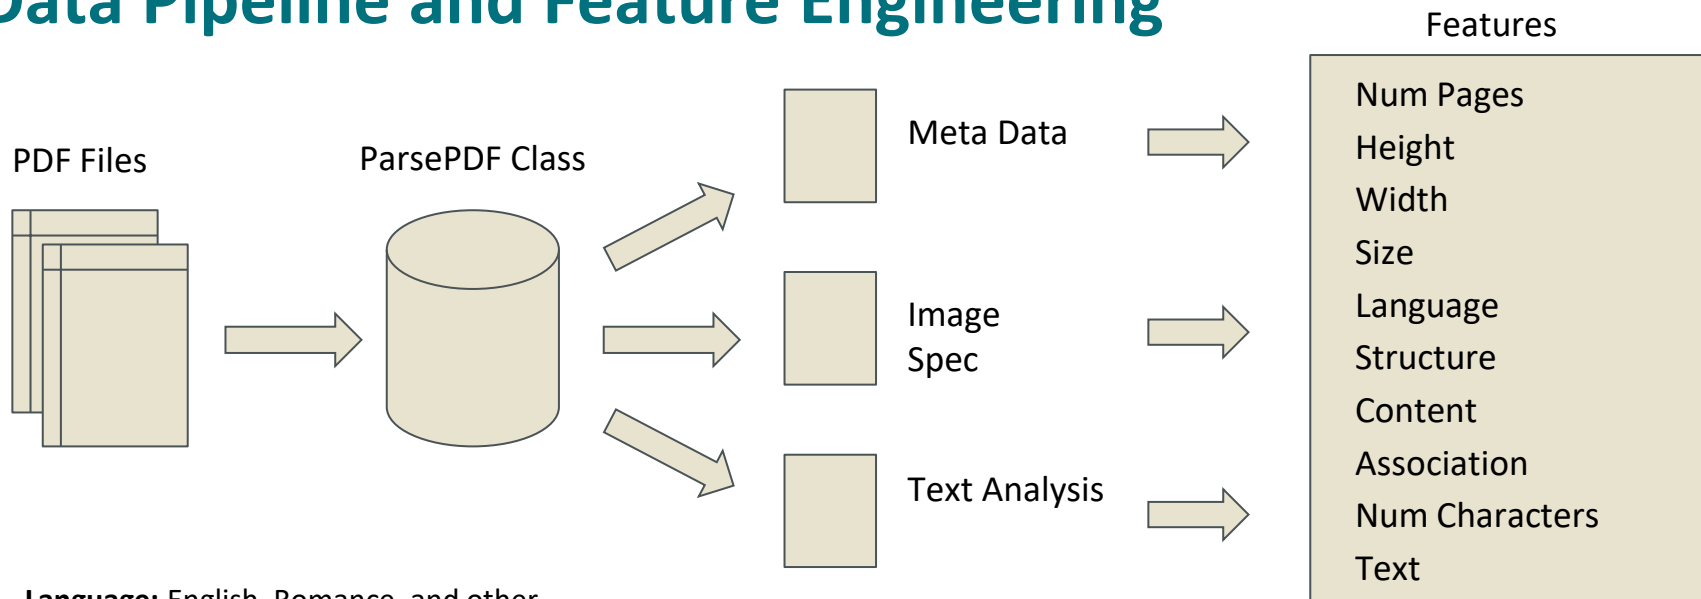 Data Pipeline and Feature Engineering
Features
PDF Files
ParsePDF Class
Meta Data
Image
Spec
Text Analysis
Num Pages
Height
Width
Size
Language
Structure
Content
Association
Num Characters
Text
Language: English, Romance, and other